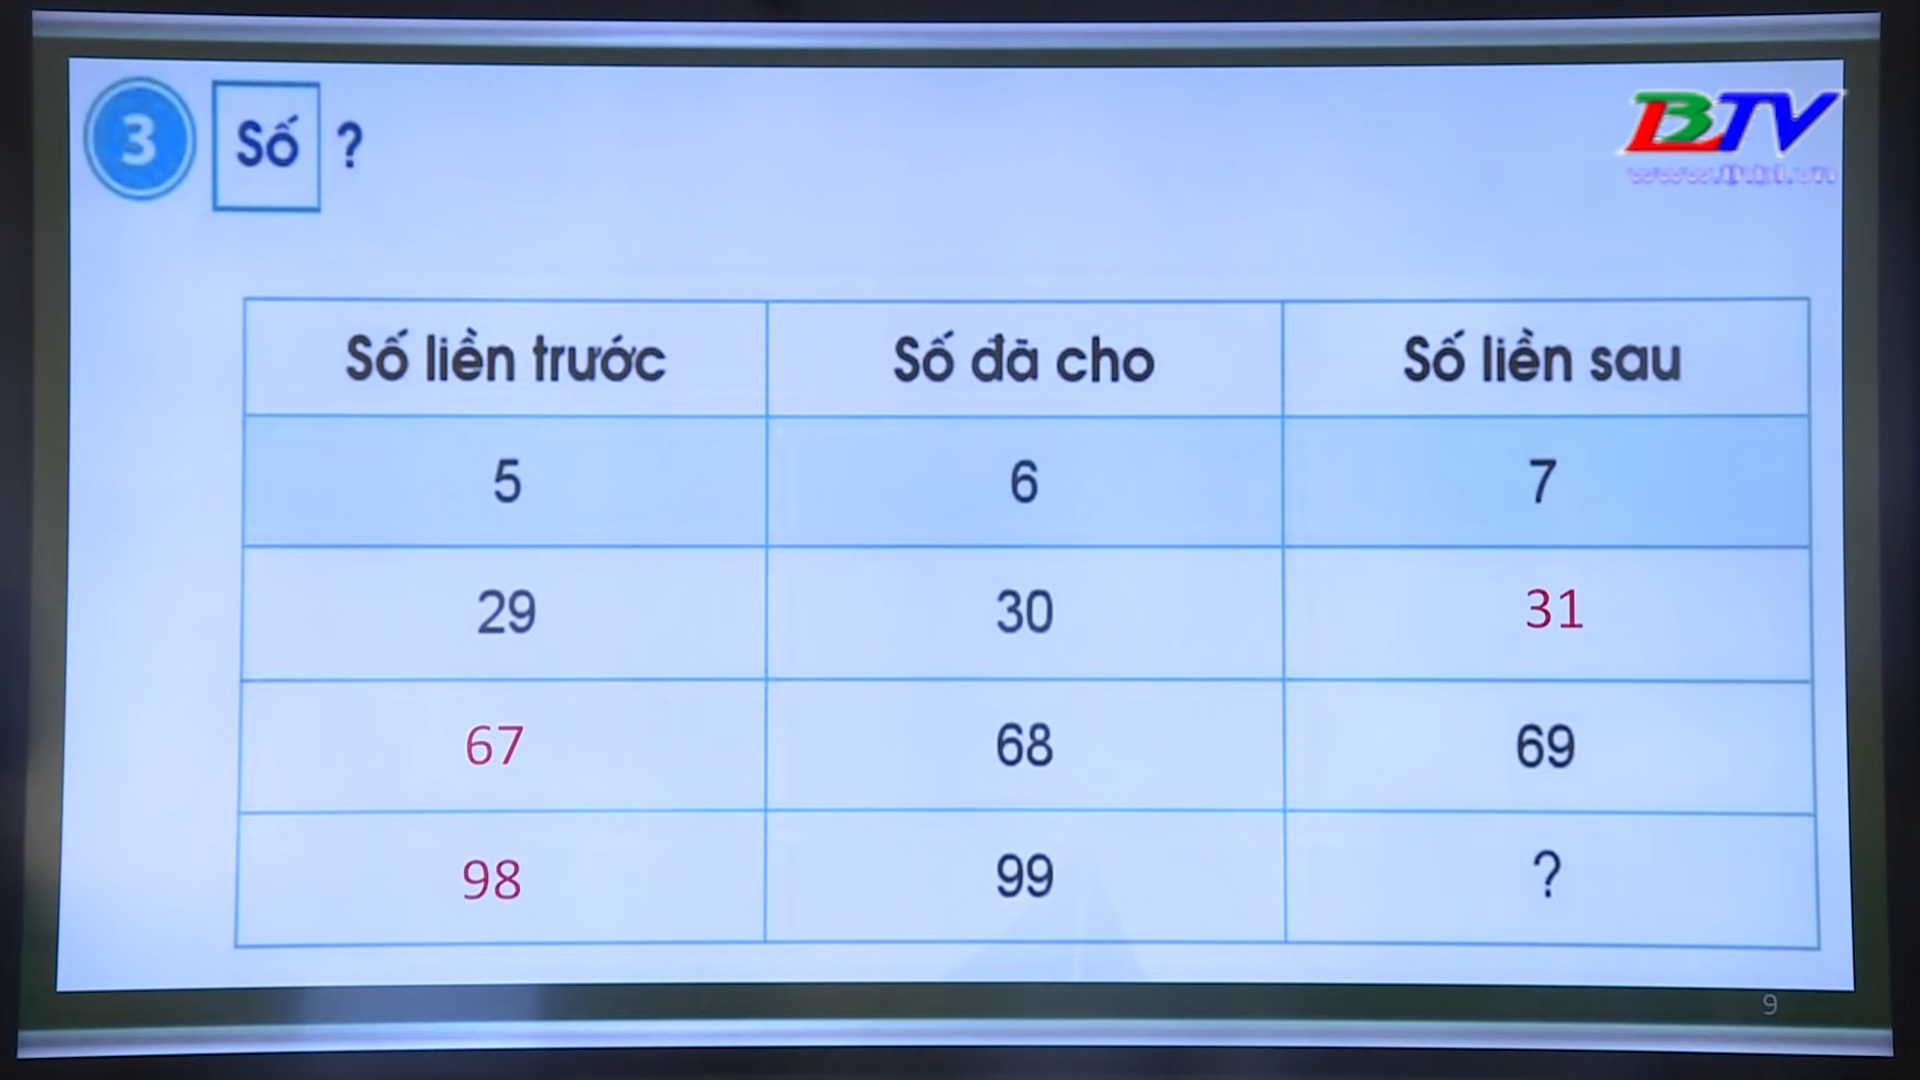 3 Số ?
BTV
Số liền trước Số đã cho Số liền sau
5 6 7
29 30 31
67 68 69
98 99 ?
9